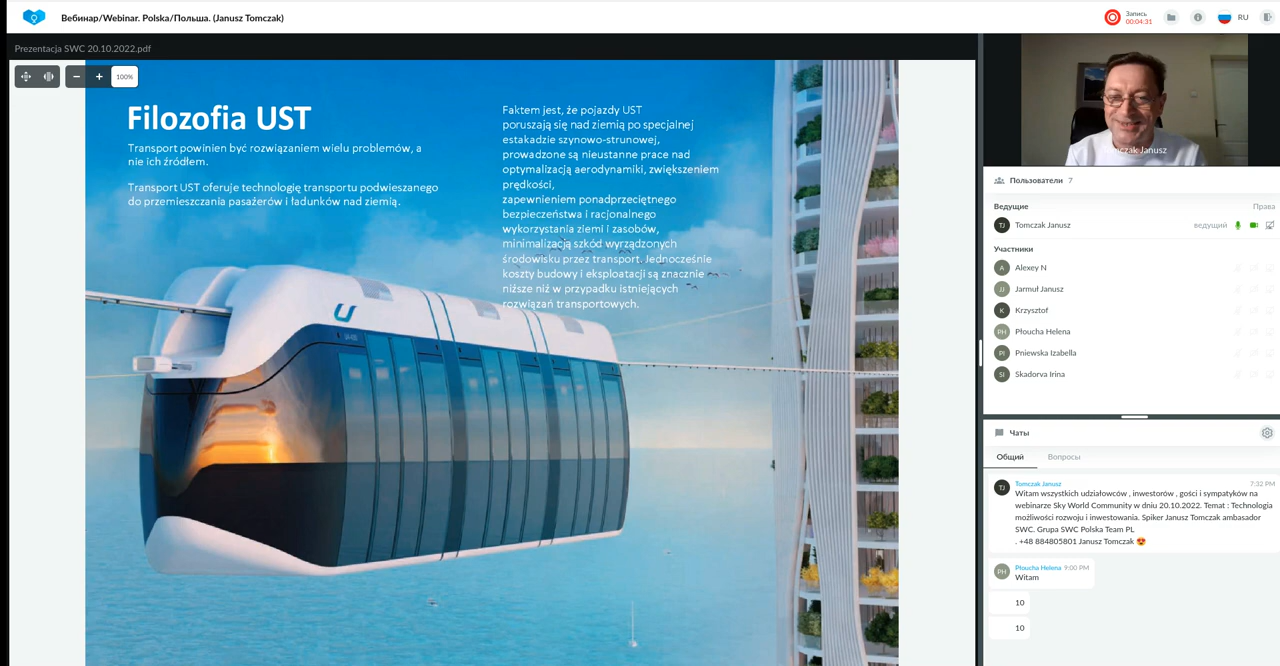 Вебинар/Webinar. Polska/Польша. (Janusz Tomczak)
Запись
00:04:31
RU
Prezentacja SWC 20.10.2022.pdf
100%
Filozofia UST
Transport powinien być rozwiązaniem wielu problemów, a
nie ich źródłem.
Transport UST oferuje technologię transportu podwieszanego
do przemieszczania pasażerów i ładunków nad ziemią.
Faktem jest, że pojazdy UST
poruszają się nad ziemią po specjalnej
estakadzie szynowo-strunowej,
prowadzone są nieustanne prace nad
optymalizacją aerodynamiki, zwiększeniem
prędkości,
zapewnieniem ponadprzeciętnego
bezpieczeństwa i racjonalnego
wykorzystania ziemi i zasobów,
minimalizacją szkód wyrządzonych
środowisku przez transport. Jednocześnie
koszty budowy i eksploatacji są znacznie
niższe niż w przypadku istniejących
rozwiązań transportowych.
Tomczak Janusz
Пользователи 7
Ведущие Права
TJ Tomczak Janusz ведущий
Участники
A Alexey N
JJ Jarmuł Janusz
K Krzysztof
PH Płoucha Helena
PI Pniewska Izabella
SI Skadorva Irina
Чаты
Общий Вопросы
TJ Tomczak Janusz 7:32 PM
Witam wszystkich udziałowców , inwestorów , gości i sympatyków na
webinarze Sky World Community w dniu 20.10.2022. Temat : Technologia
możliwości rozwoju i inwestowania. Spiker Janusz Tomczak ambasador
SWC. Grupa SWC Polska Team PL
. +48 884805801 Janusz Tomczak 😍
PH Płoucha Helena 9:00 PM
Witam
10
10